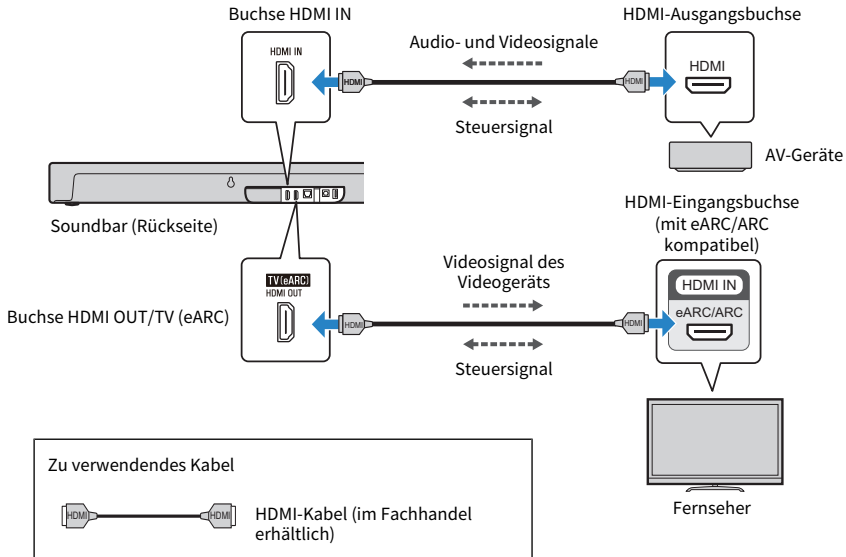 Buchse HDMI IN
HDMI-Ausgangsbuchse
HDMI IN
Audio- und Videosignale
HDMI
HDMI
HDMI
Steuersignal
AV-Geräte
Soundbar (Rückseite)
HDMI-Eingangsbuchse
(mit eARC/ARC
kompatibel)
TV(eARC)
HDMI OUT
Videosignal des
Videogeräts
HDMI IN
eARC/ARC
Buchse HDMI OUT/TV (eARC)
HDMI
HDMI
Steuersignal
Zu verwendendes Kabel
Fernseher
HDMI
HDMI
HDMI-Kabel (im Fachhandel
erhältlich)